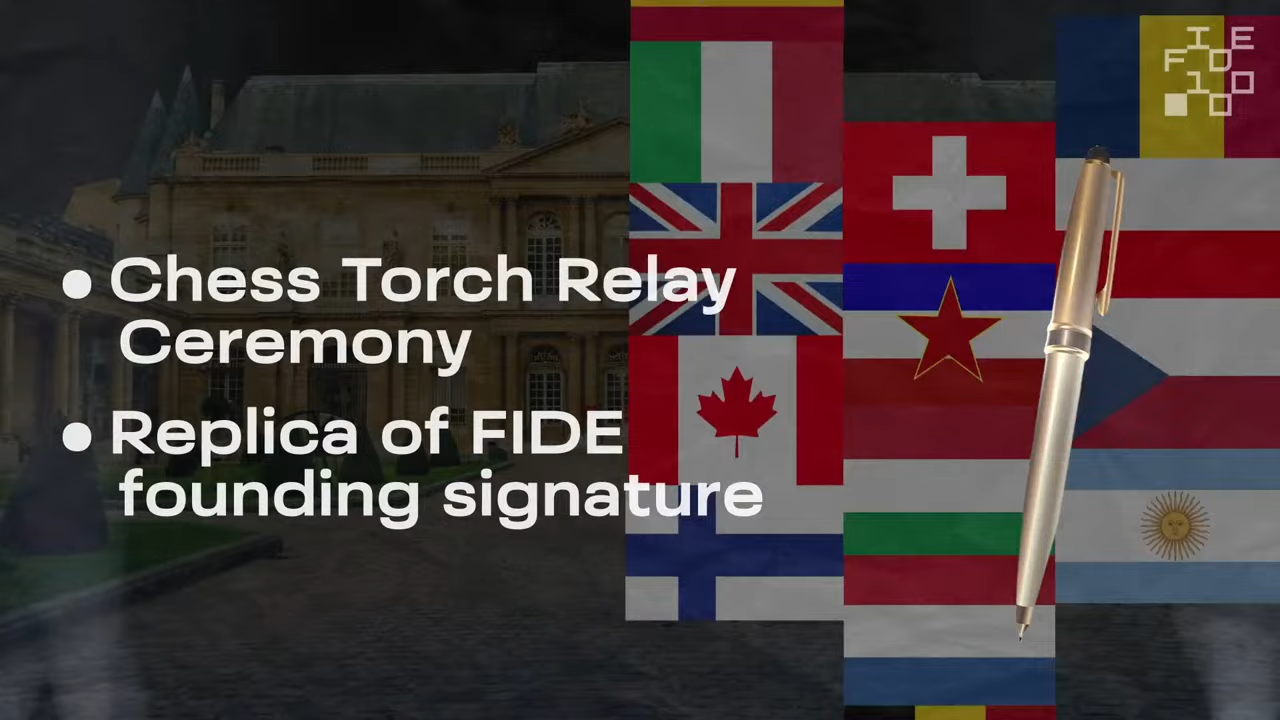 • Chess Torch Relay
Ceremony
• Replica of FIDE
founding signature
FIDE
100